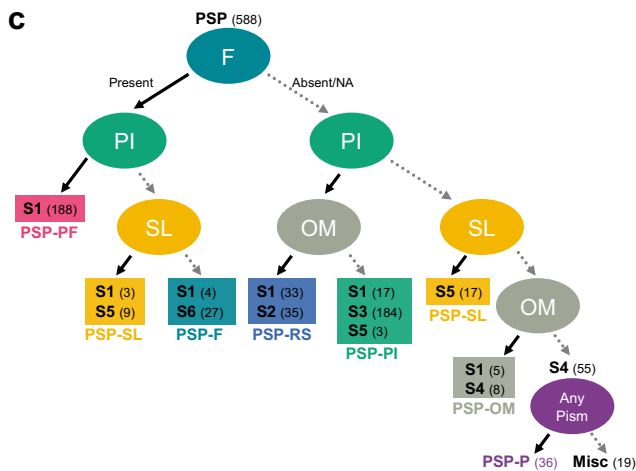 c
PSP (588)
F
Present
Absent/NA
PI
PI
S1 (188)
PSP-PF
SL
OM
SL
S1 (3)
S5 (9)
PSP-SL
S1 (4)
S6 (27)
PSP-F
S1 (33)
S2 (35)
PSP-RS
S1 (17)
S3 (184)
S5 (3)
PSP-PI
S5 (17)
PSP-SL
OM
S1 (5)
S4 (8)
PSP-OM
S4 (55)
Any
Pism
PSP-P (36)
Misc (19)